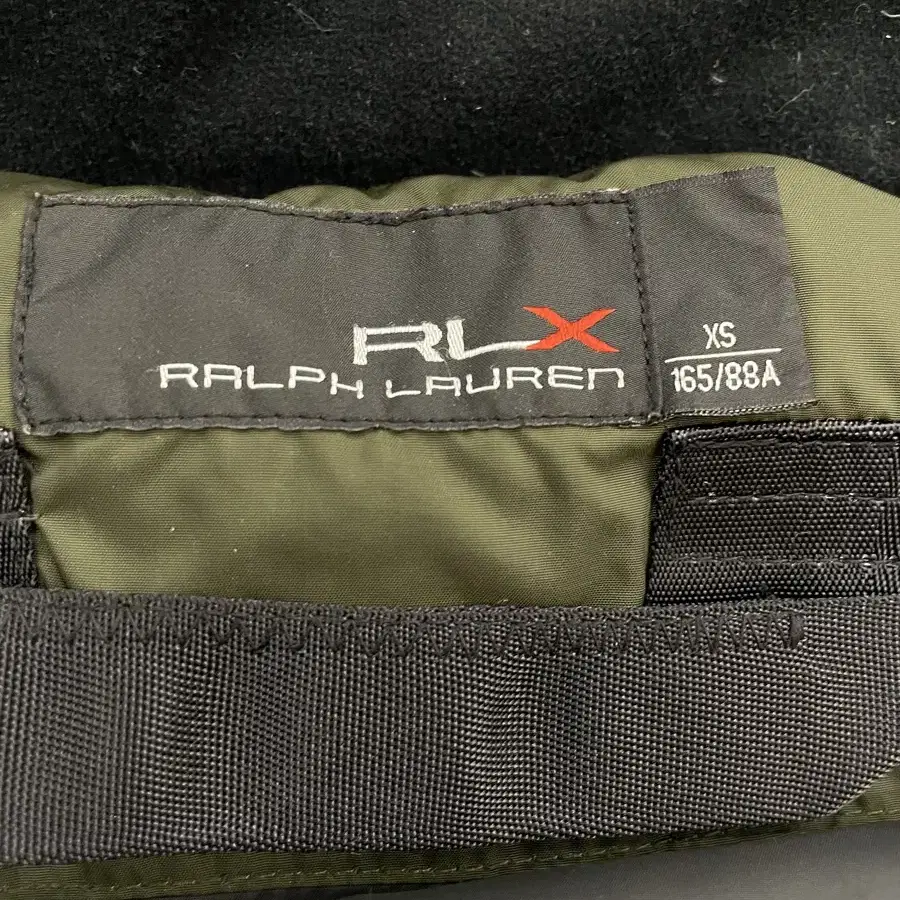 RLX
RALPH LAUREN
XS
165/88A